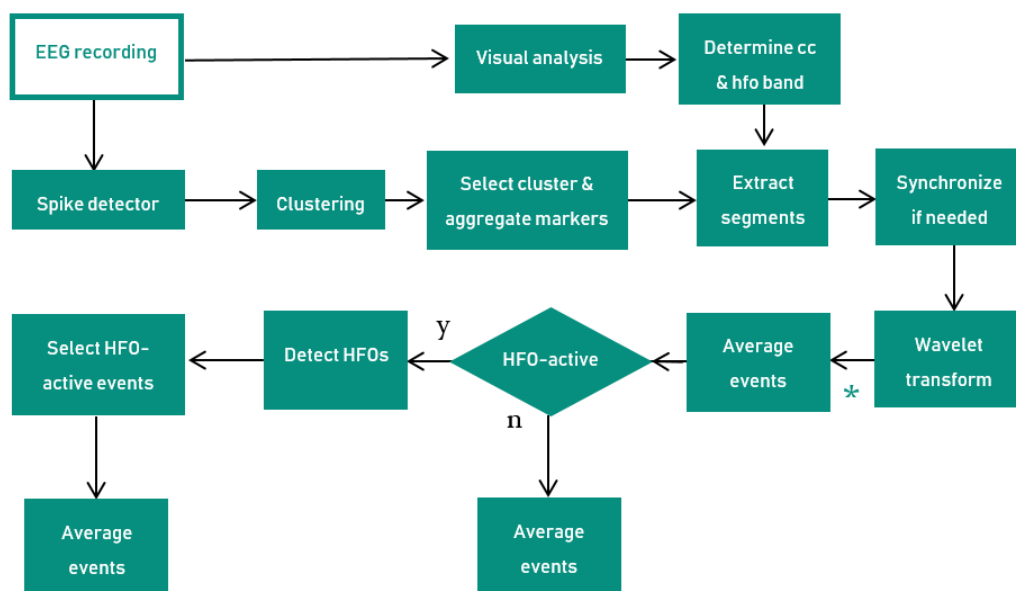 EEG recording
Visual analysis
Determine cc
& hfo band
Spike detector
Clustering
Select cluster &
aggregate markers
Extract
segments
Synchronize
if needed
Select HFO-
active events
Detect HFOs
y
HFO-active
n
Average
events
*
Wavelet
transform
Average
events
Average
events